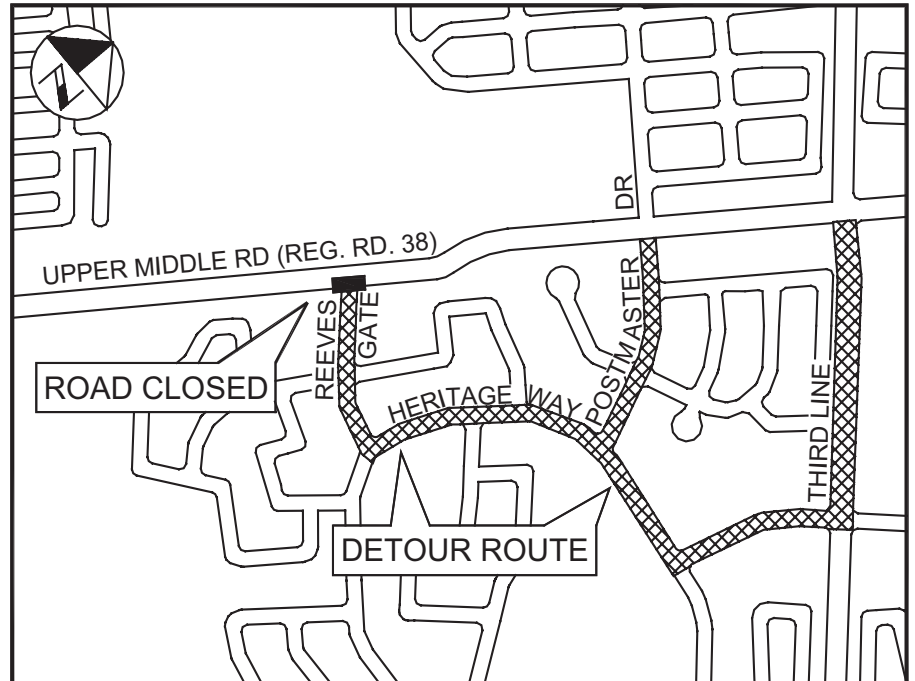 N
DR
UPPER MIDDLE RD (REG. RD. 38)
REEVES
GATE
POSTMASTER
ROAD CLOSED
HERITAGE WAY
THIRD LINE
DETOUR ROUTE